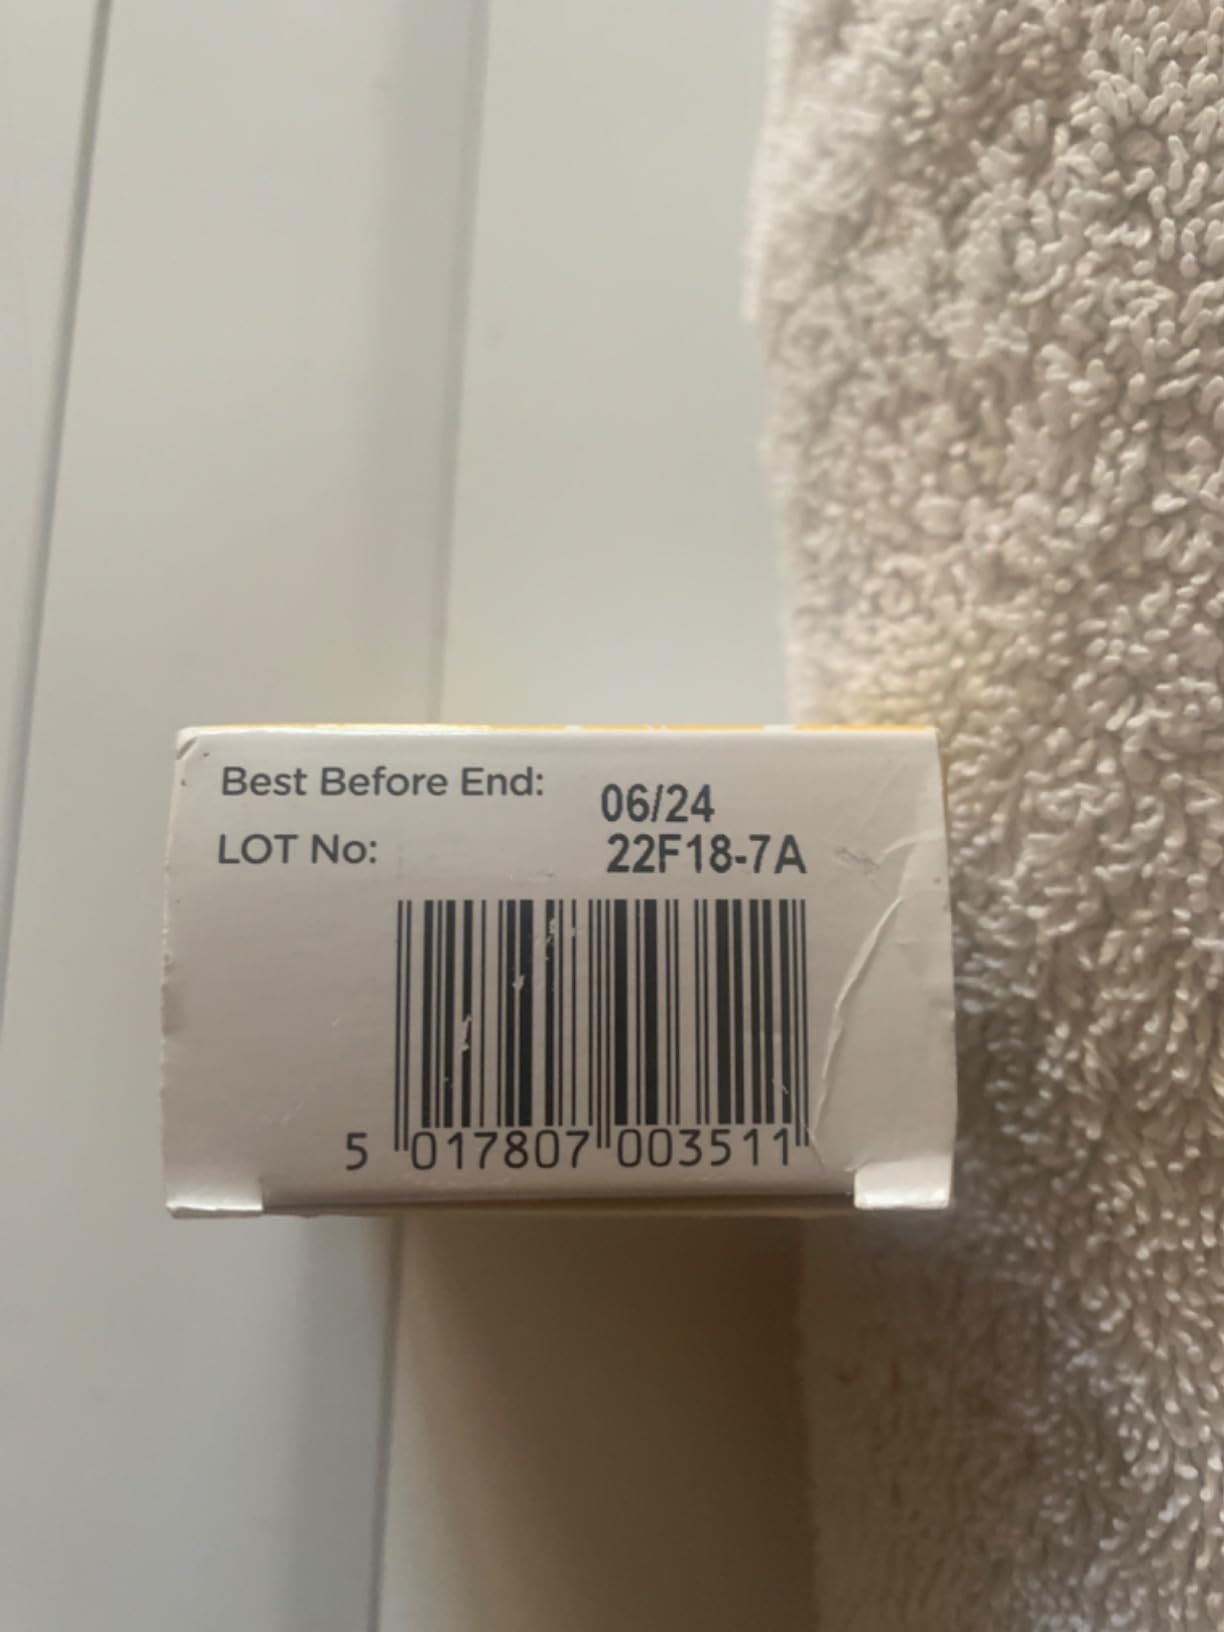 Best Before End: 06/24
LOT No: 22F18-7A
5 017807 003511